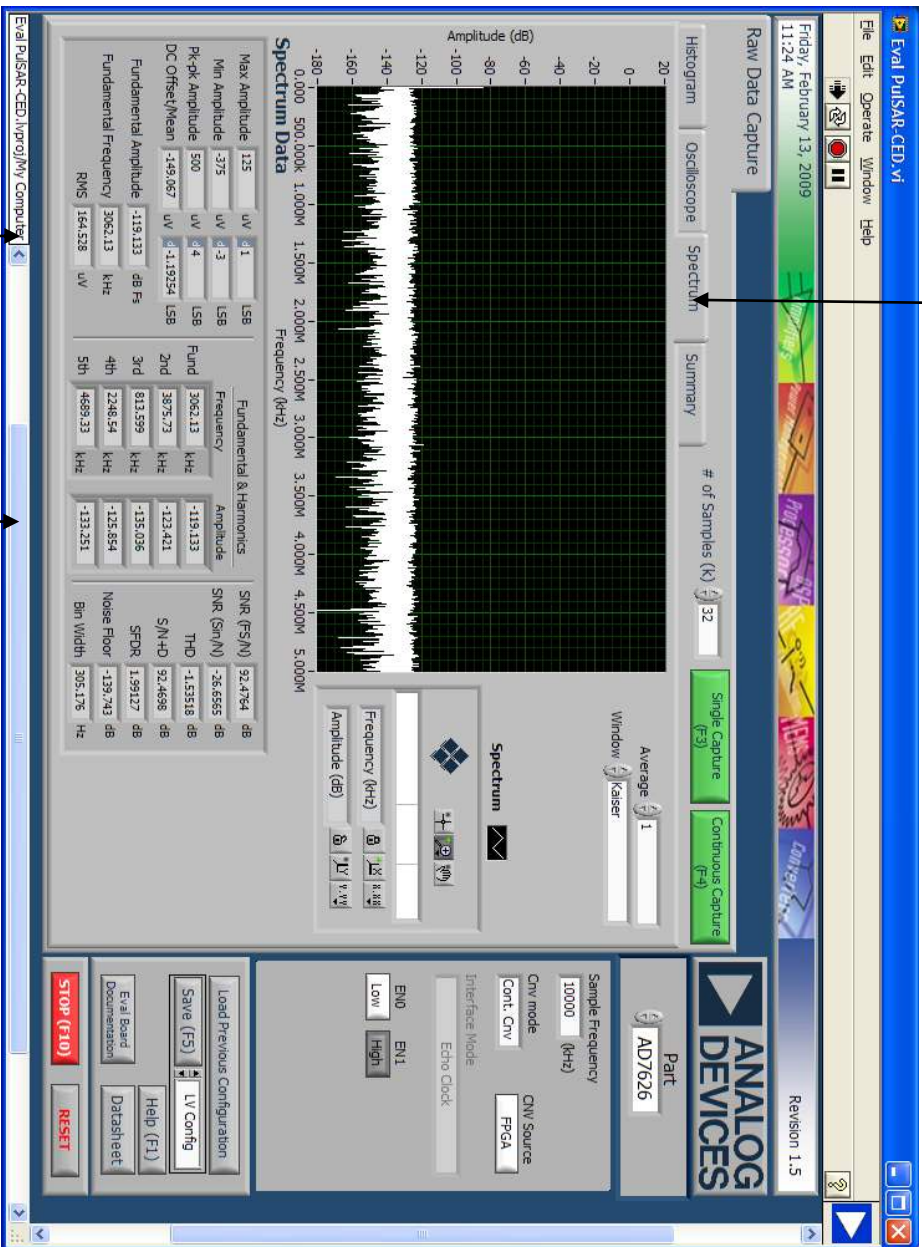 Eval PulSAR-CED.vi
File Edit Operate Window Help
Friday, February 13, 2009
11:24 AM
Amplifiers Power Management Processors DSP MEMS Converters
Revision 1.5
Raw Data Capture
Histogram Oscilloscope Spectrum Summary
# of Samples (k) 32
Single Capture
(F3)
Continuous Capture
(F4)
Amplitude (dB)
20
0
-20
-40
-60
-80
-100
-120
-140
-160
-180
0.000 500.000k 1.000M 1.500M 2.000M 2.500M 3.000M 3.500M 4.000M 4.500M 5.000M
Frequency (kHz)
Average 1
Window Kaiser
Spectrum
Frequency (kHz) X.XX
Amplitude (dB) Y.YY
Spectrum Data
Max Amplitude 125 uV 1 LSB
Min Amplitude -375 uV -3 LSB
Pk-pk Amplitude 500 uV 4 LSB
DC Offset/Mean -149.067 uV -1.19254 LSB
Fundamental Amplitude -119.133 dB Fs
Fundamental Frequency 3062.13 kHz
RMS 164.528 uV
Fundamental & Harmonics
Frequency Amplitude
Fund 3062.13 kHz -119.133
2nd 3875.73 kHz -123.421
3rd 813.599 kHz -135.036
4th 2248.54 kHz -125.854
5th 4689.33 kHz -133.251
SNR (FS/N) 92.4764 dB
SNR (Sin/N) -26.6565 dB
S/N+D 92.4698 dB
THD -1.53518 dB
SFDR 1.99127 dB
Noise Floor -139.743 dB
Bin Width 305.176 Hz
ANALOG
DEVICES
Part
AD7626
Sample Frequency
10000 (kHz)
Cnv mode CNV Source
Cont. Cnv FPGA
Interface Mode
Echo Clock
EN0 EN1
Low High
Load Previous Configuration
Save (F5) LV Config
Help (F1)
Eval Board
Documentation
Datasheet
STOP (F10) RESET
Eval PulSAR-CED.lvproj/My Computer